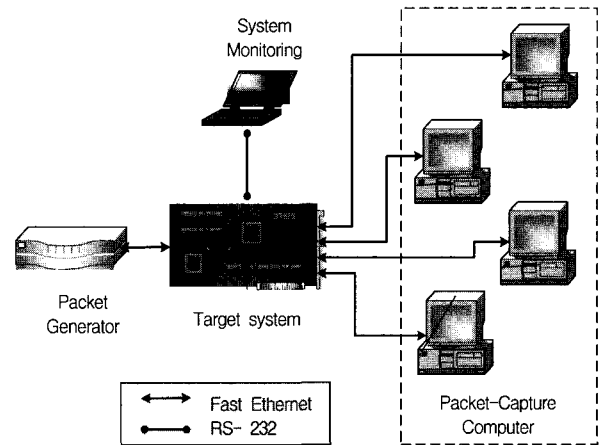 System
Monitoring
Packet
Generator
Target system
Fast Ethernet
RS- 232
Packet-Capture
Computer